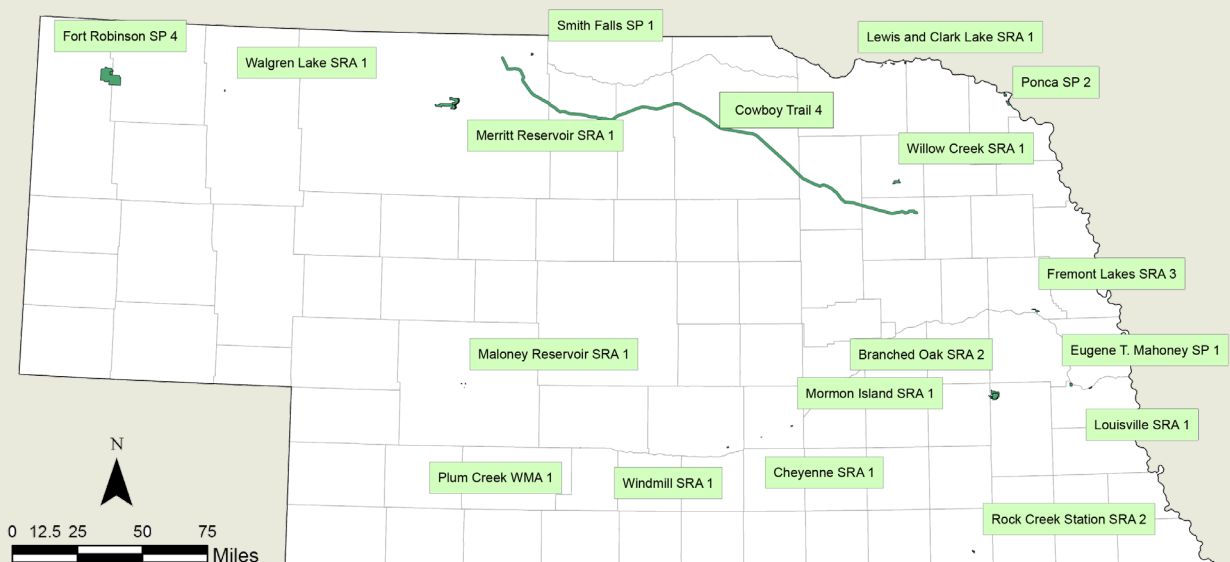 Smith Falls SP 1
Fort Robinson SP 4
Lewis and Clark Lake SRA 1
Walgren Lake SRA 1
Ponca SP 2
Cowboy Trail 4
Merritt Reservoir SRA 1
Willow Creek SRA 1
Fremont Lakes SRA 3
Maloney Reservoir SRA 1
Branched Oak SRA 2
Eugene T. Mahoney SP 1
Mormon Island SRA 1
Louisville SRA 1
N
Plum Creek WMA 1
Windmill SRA 1
Cheyenne SRA 1
Rock Creek Station SRA 2
0 12.5 25 50 75
Miles